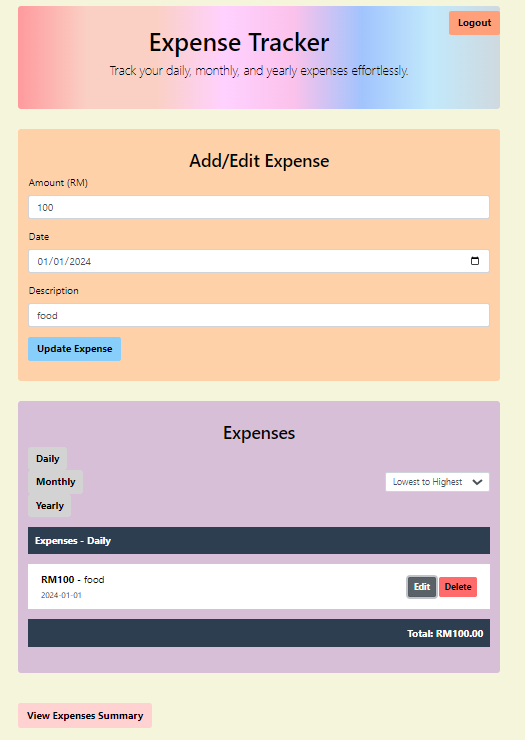 Expense Tracker
Logout
Track your daily, monthly, and yearly expenses effortlessly.
Add/Edit Expense
Amount (RM)
100
Date
01/01/2024
Description
food
Update Expense
Expenses
Daily
Monthly
Lowest to Highest
Yearly
Expenses - Daily
RM100 - food
Edit Delete
2024-01-01
Total: RM100.00
View Expenses Summary